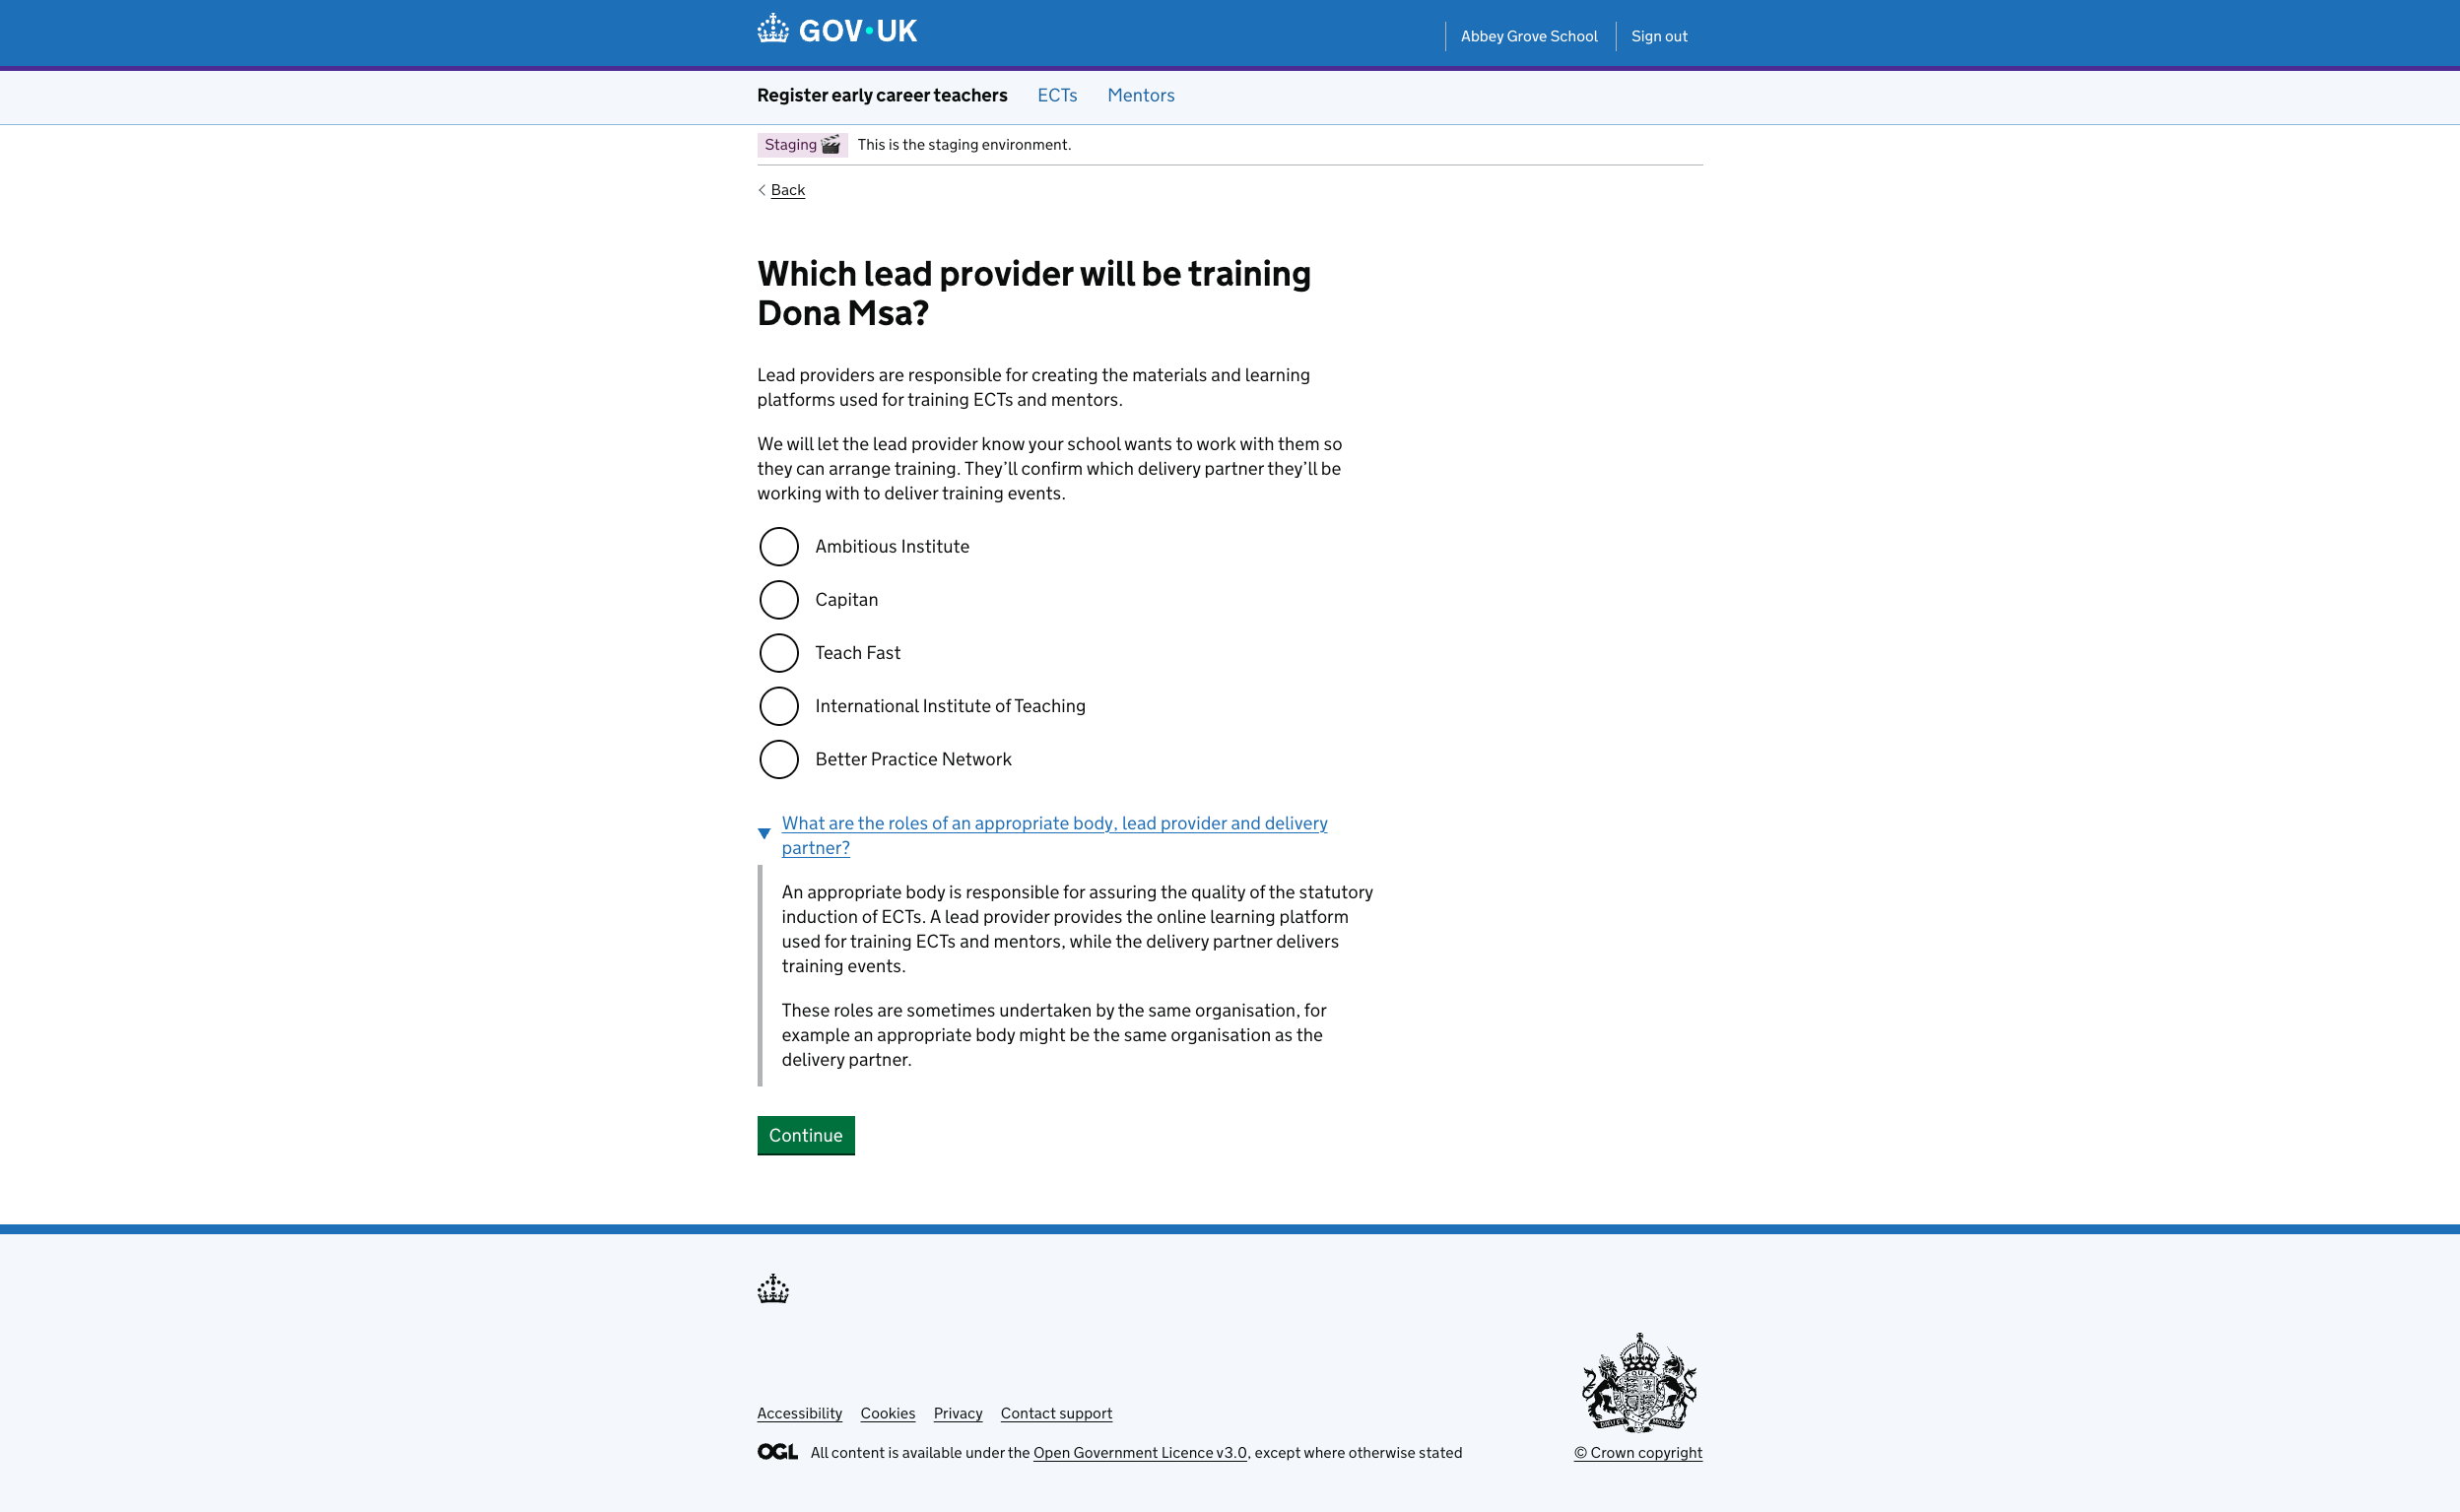 GOV·UK
Abbey Grove School
Sign out
Register early career teachers
ECTs
Mentors
Staging 🎬 This is the staging environment.
Back
Which lead provider will be training
Dona Msa?
Lead providers are responsible for creating the materials and learning
platforms used for training ECTs and mentors.
We will let the lead provider know your school wants to work with them so
they can arrange training. They’ll confirm which delivery partner they’ll be
working with to deliver training events.
Ambitious Institute
Capitan
Teach Fast
International Institute of Teaching
Better Practice Network
What are the roles of an appropriate body, lead provider and delivery
partner?
An appropriate body is responsible for assuring the quality of the statutory
induction of ECTs. A lead provider provides the online learning platform
used for training ECTs and mentors, while the delivery partner delivers
training events.
These roles are sometimes undertaken by the same organisation, for
example an appropriate body might be the same organisation as the
delivery partner.
Continue
Accessibility
Cookies
Privacy
Contact support
OGL All content is available under the Open Government Licence v3.0, except where otherwise stated
© Crown copyright